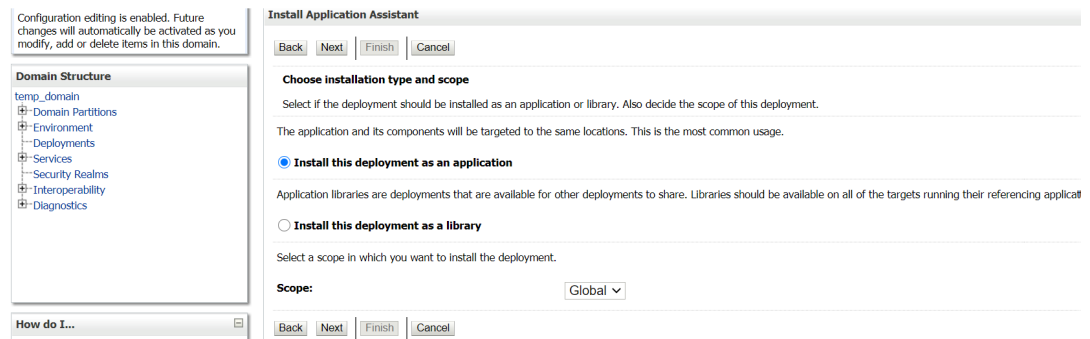 Configuration editing is enabled. Future
changes will automatically be activated as you
modify, add or delete items in this domain.
Domain Structure
temp_domain
Domain Partitions
Environment
Deployments
Services
Security Realms
Interoperability
Diagnostics
How do I...
Install Application Assistant
Back Next Finish Cancel
Choose installation type and scope
Select if the deployment should be installed as an application or library. Also decide the scope of this deployment.
The application and its components will be targeted to the same locations. This is the most common usage.
Install this deployment as an application
Application libraries are deployments that are available for other deployments to share. Libraries should be available on all of the targets running their referencing
Install this deployment as a library
Select a scope in which you want to install the deployment.
Scope: Global
Back Next Finish Cancel